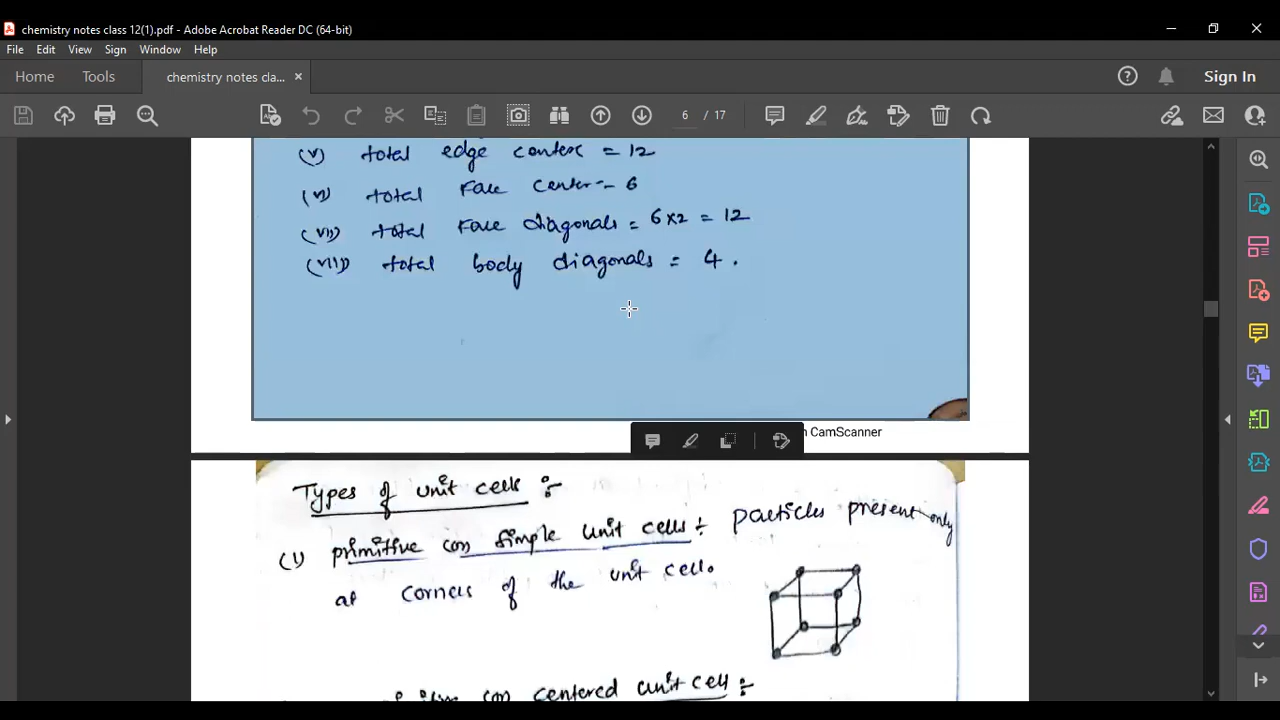 chemistry notes class 12(1).pdf - Adobe Acrobat Reader DC (64-bit)
File Edit View Sign Window Help
Home Tools chemistry notes cla... × Sign In
6 / 17
(v) total edge center = 12
(vi) total Face center - 6
(vii) total Face diagonals = 6x2 = 12
(vii) total body diagonals = 4.
CamScanner
Types of unit cells :-
(1) primitive (or) simple unit cells :- particles present only
at corners of the unit cell.
(or) centered unit cell :-